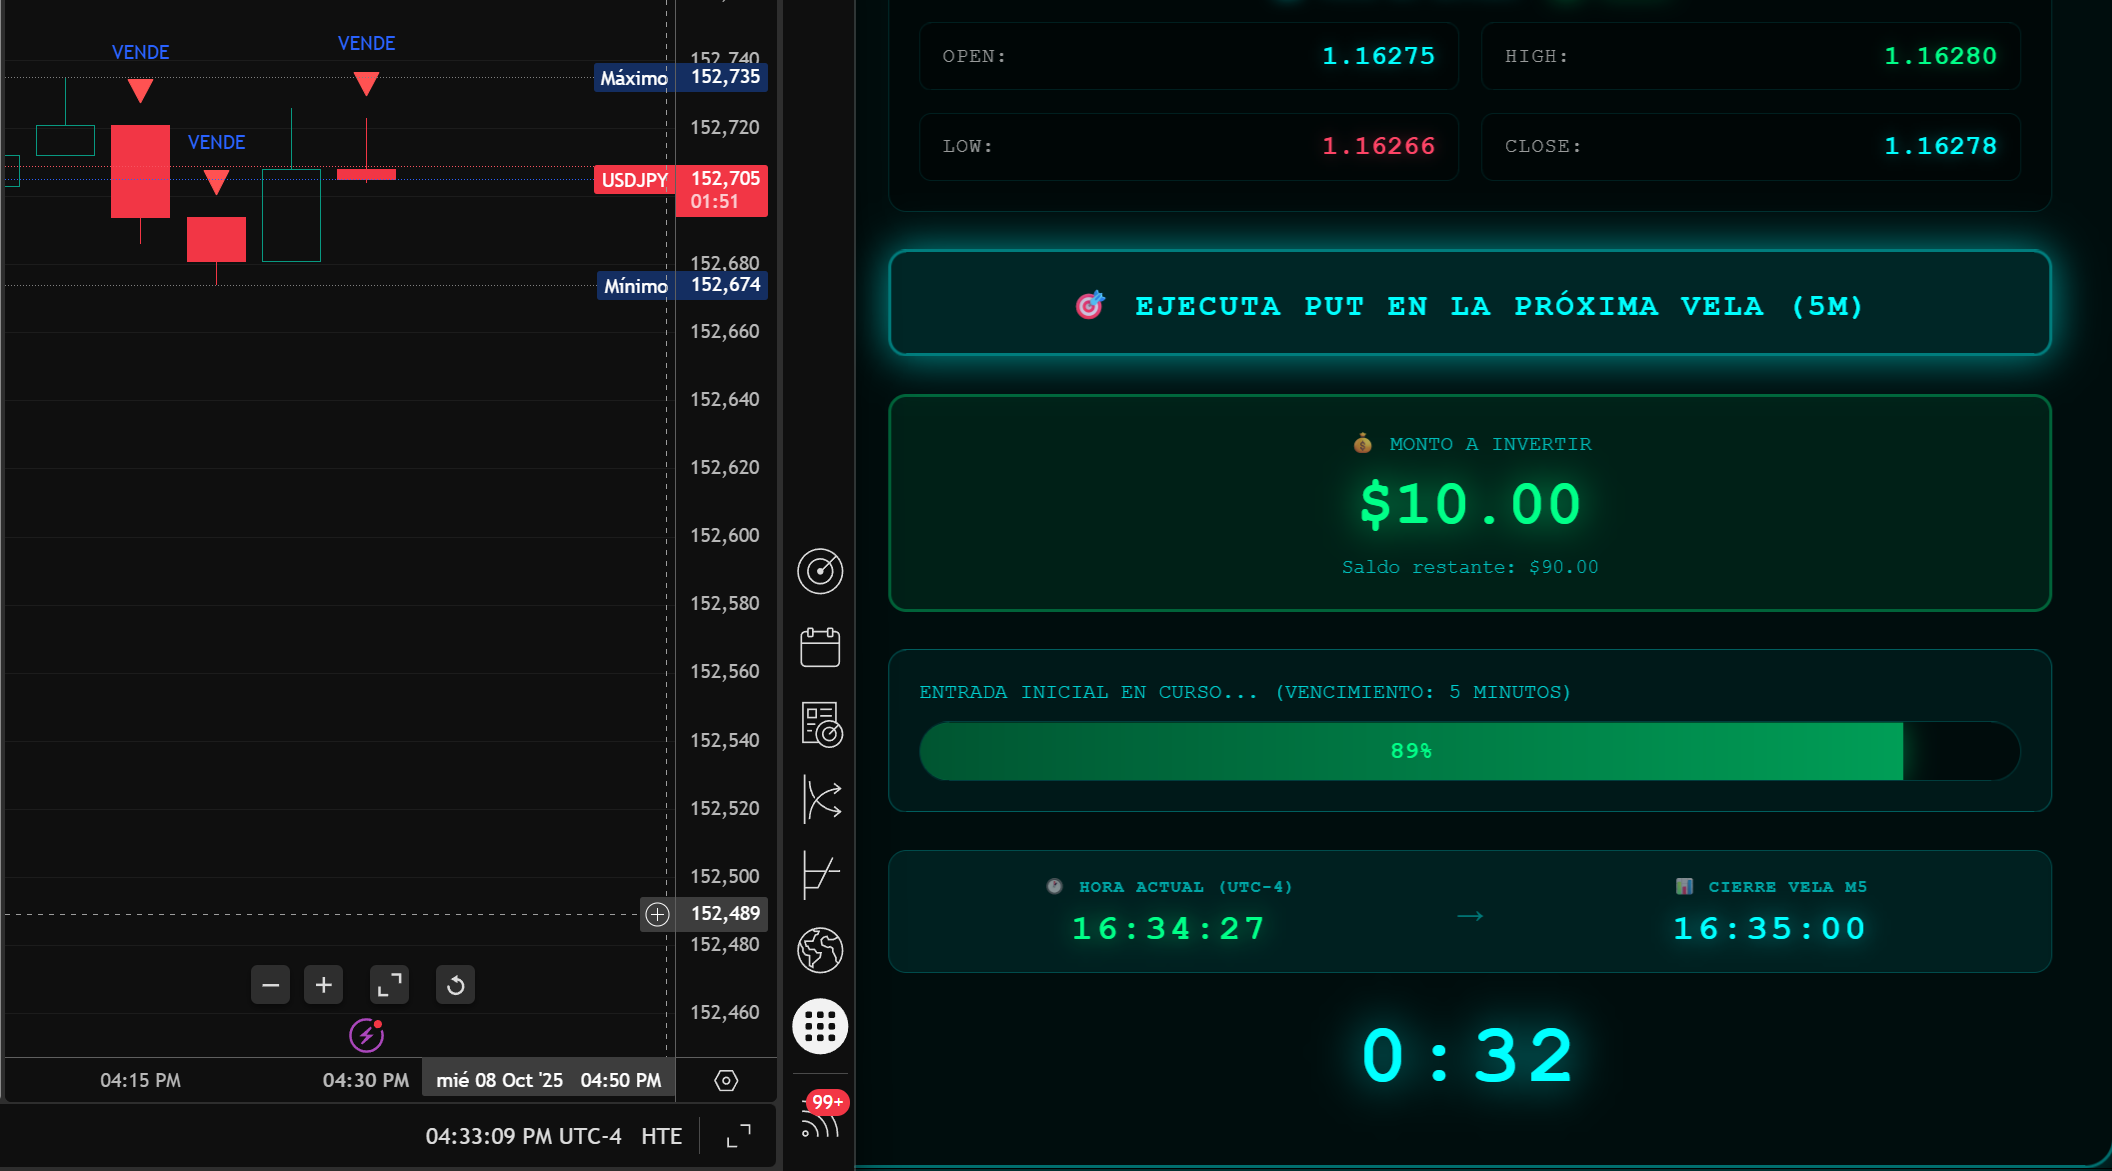 VENDE
VENDE
VENDE
152,740
Máximo 152,735
152,720
USDJPY 152,705
01:51
152,680
Mínimo 152,674
152,660
152,640
152,620
152,600
152,580
152,560
152,540
152,520
152,500
152,489
152,480
152,460
04:15 PM
04:30 PM
mié 08 Oct '25 04:50 PM
04:33:09 PM UTC-4 HTE
99+
OPEN: 1.16275
HIGH: 1.16280
LOW: 1.16266
CLOSE: 1.16278
EJECUTA PUT EN LA PRÓXIMA VELA (5M)
MONTO A INVERTIR
$10.00
Saldo restante: $90.00
ENTRADA INICIAL EN CURSO... (VENCIMIENTO: 5 MINUTOS)
89%
HORA ACTUAL (UTC-4)
16:34:27
→
CIERRE VELA M5
16:35:00
0:32